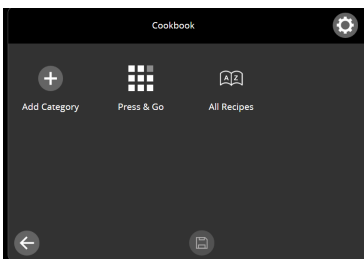 Cookbook
A Z
Add Category
Press & Go
All Recipes